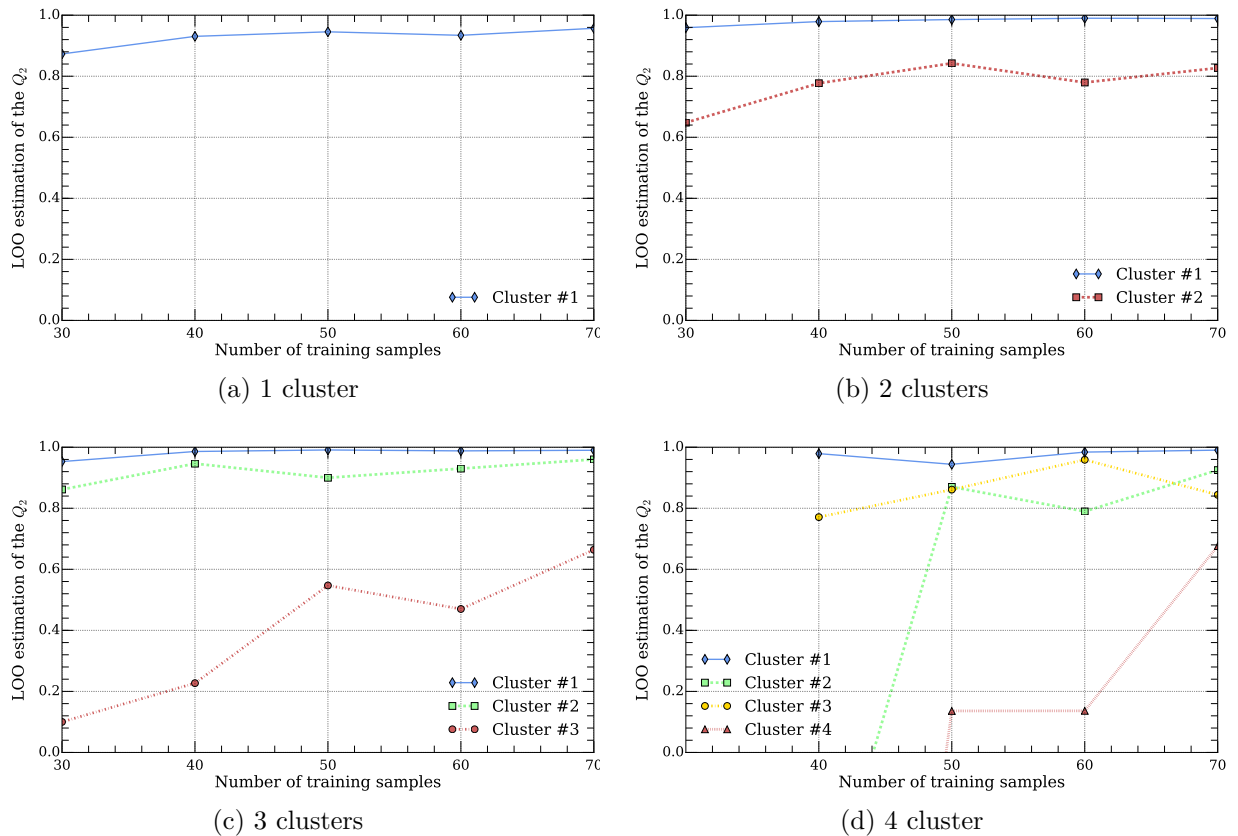 LOO estimation of the Q2
1.0
0.8
0.6
0.4
0.2
0.0
Cluster #1
30 40 50 60 70
Number of training samples
(a) 1 cluster
LOO estimation of the Q2
1.0
0.8
0.6
0.4
0.2
0.0
Cluster #1
Cluster #2
30 40 50 60 70
Number of training samples
(b) 2 clusters
LOO estimation of the Q2
1.0
0.8
0.6
0.4
0.2
0.0
Cluster #1
Cluster #2
Cluster #3
30 40 50 60 70
Number of training samples
(c) 3 clusters
LOO estimation of the Q2
1.0
0.8
0.6
0.4
0.2
0.0
Cluster #1
Cluster #2
Cluster #3
Cluster #4
40 50 60 70
Number of training samples
(d) 4 cluster